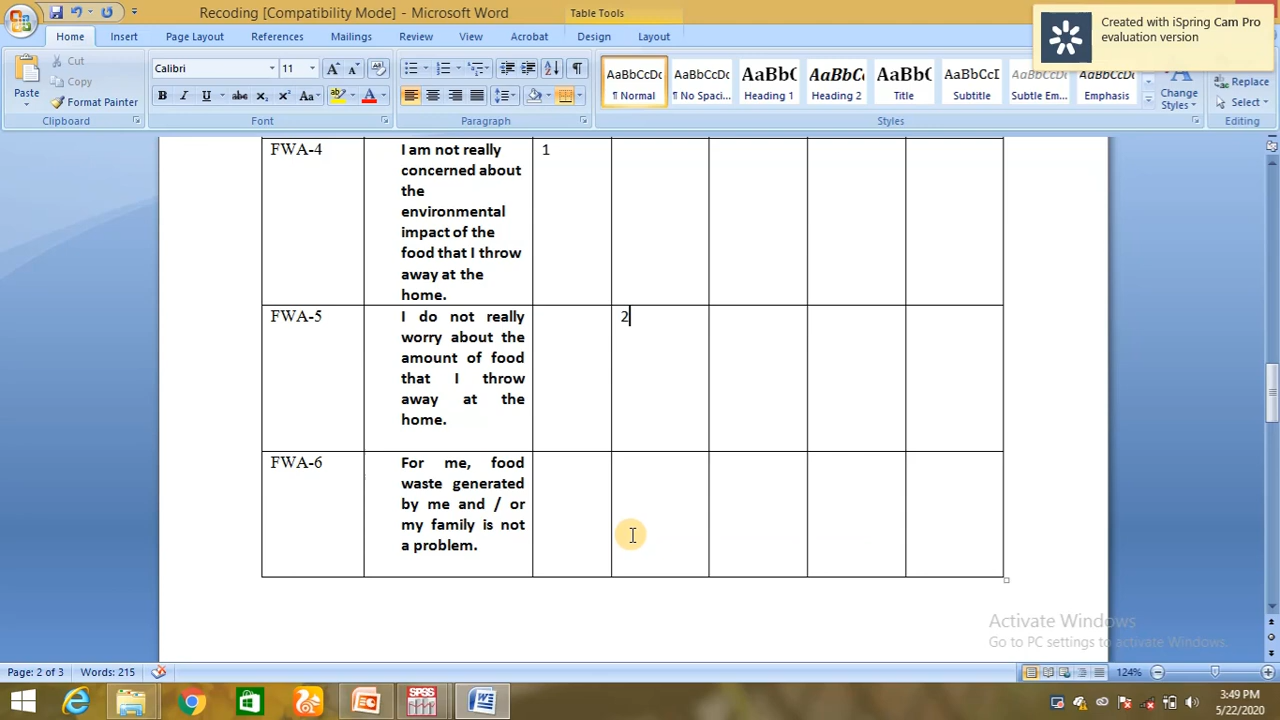 Recoding [Compatibility Mode] - Microsoft Word
Table Tools
Created with iSpring Cam Pro
evaluation version
Home Insert Page Layout References Mailings Review View Acrobat Design Layout
Cut
Copy
Format Painter
Paste
Clipboard
Calibri 11
Font
Paragraph
AaBbCcDc AaBbCcDc AaBbC AaBbC AaBbC AaBbCcI AaBbCcDc AaBbCcDc
¶ Normal ¶ No Spaci... Heading 1 Heading 2 Title Subtitle Subtle Em... Emphasis
Styles
Change
Styles
Replace
Select
Editing
FWA-4 I am not really 1
concerned about
the
environmental
impact of the
food that I throw
away at the
home.
FWA-5 I do not really 2
worry about the
amount of food
that I throw
away at the
home.
FWA-6 For me, food
waste generated
by me and / or
my family is not
a problem.
Activate Windows
Go to PC settings to activate Windows.
Page: 2 of 3 Words: 215 124%
SPSS
3:49 PM
5/22/2020